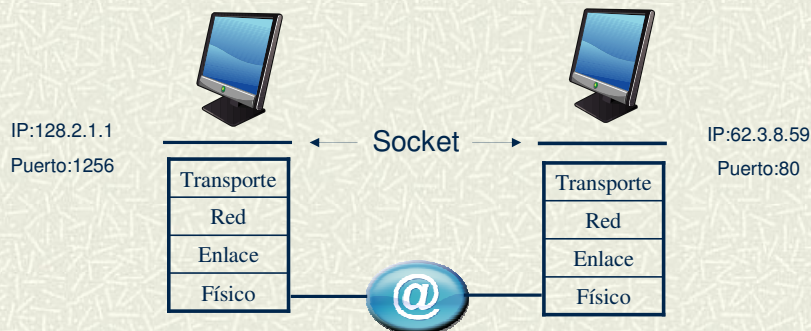 IP:128.2.1.1
Puerto:1256
Socket
IP:62.3.8.59
Puerto:80
Transporte
Red
Enlace
Físico
Transporte
Red
Enlace
Físico
@